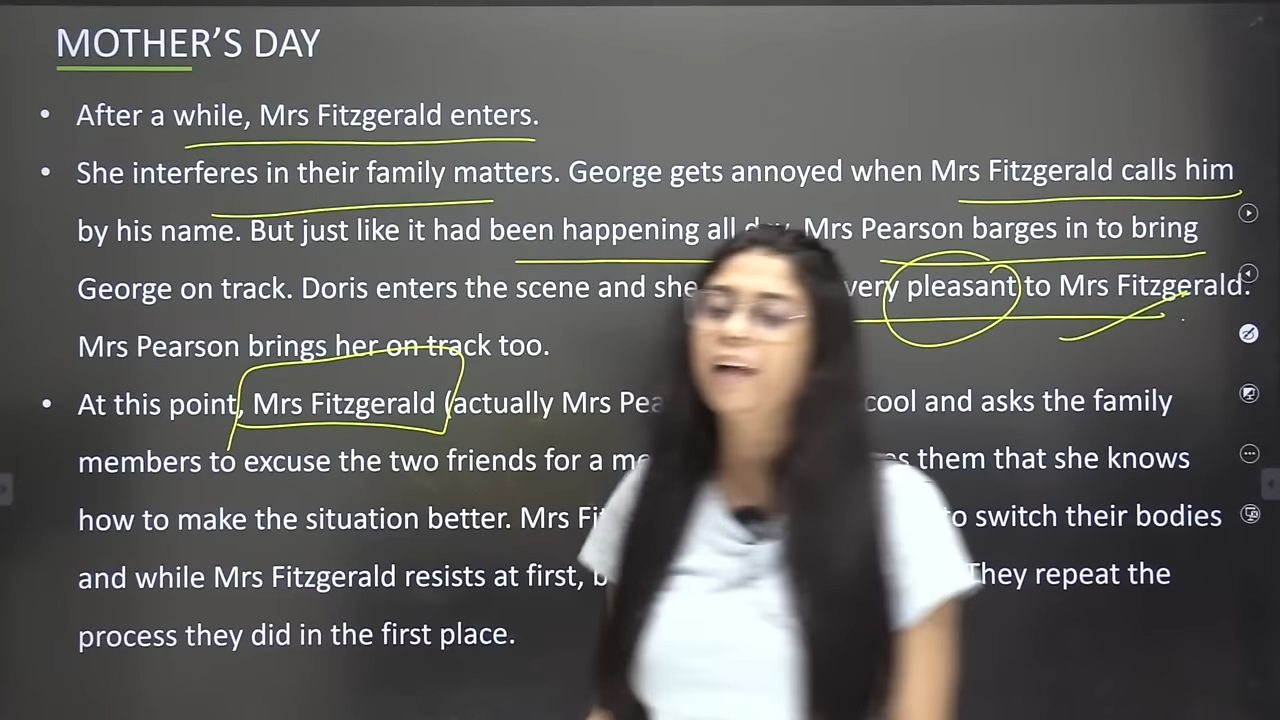 MOTHER'S DAY
• After a while, Mrs Fitzgerald enters.
• She interferes in their family matters. George gets annoyed when Mrs Fitzgerald calls him
by his name. But just like it had been happening all Mrs Pearson barges in to bring
George on track. Doris enters the scene and she very pleasant to Mrs Fitzgerald.
Mrs Pearson brings her on track too.
• At this point, Mrs Fitzgerald (actually Mrs cool and asks the family
members to excuse the two friends for a them that she knows
how to make the situation better. Mrs to switch their bodies
and while Mrs Fitzgerald resists at first, They repeat the
process they did in the first place.